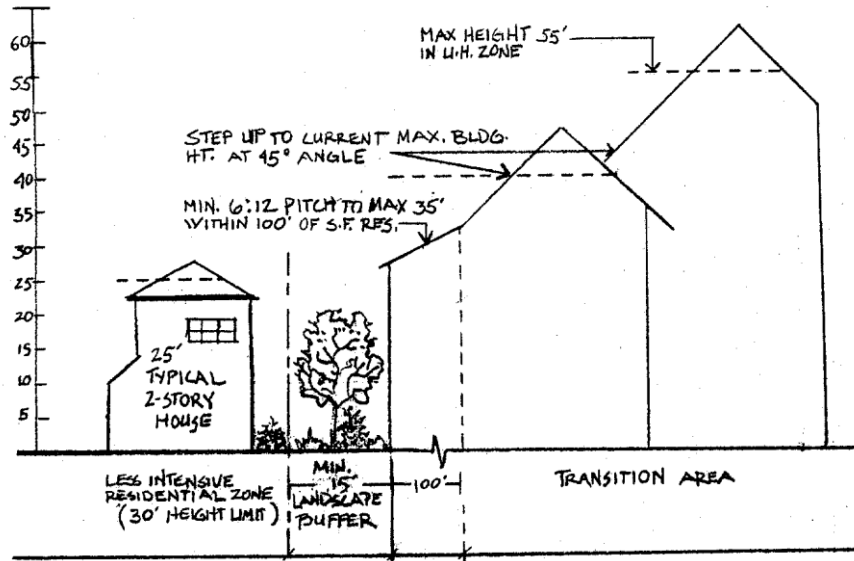 60
55
50
45
40
35
30
25
20
15
10
5
MAX HEIGHT 55'
IN U.H. ZONE
STEP UP TO CURRENT MAX. BLDG.
HT. AT 45° ANGLE
MIN. 6:12 PITCH TO MAX 35'
WITHIN 100' OF S.F. RES.
25'
TYPICAL
2-STORY
HOUSE
LESS INTENSIVE
RESIDENTIAL ZONE
(30' HEIGHT LIMIT)
MIN.
15'
LANDSCAPE
BUFFER
100'
TRANSITION AREA